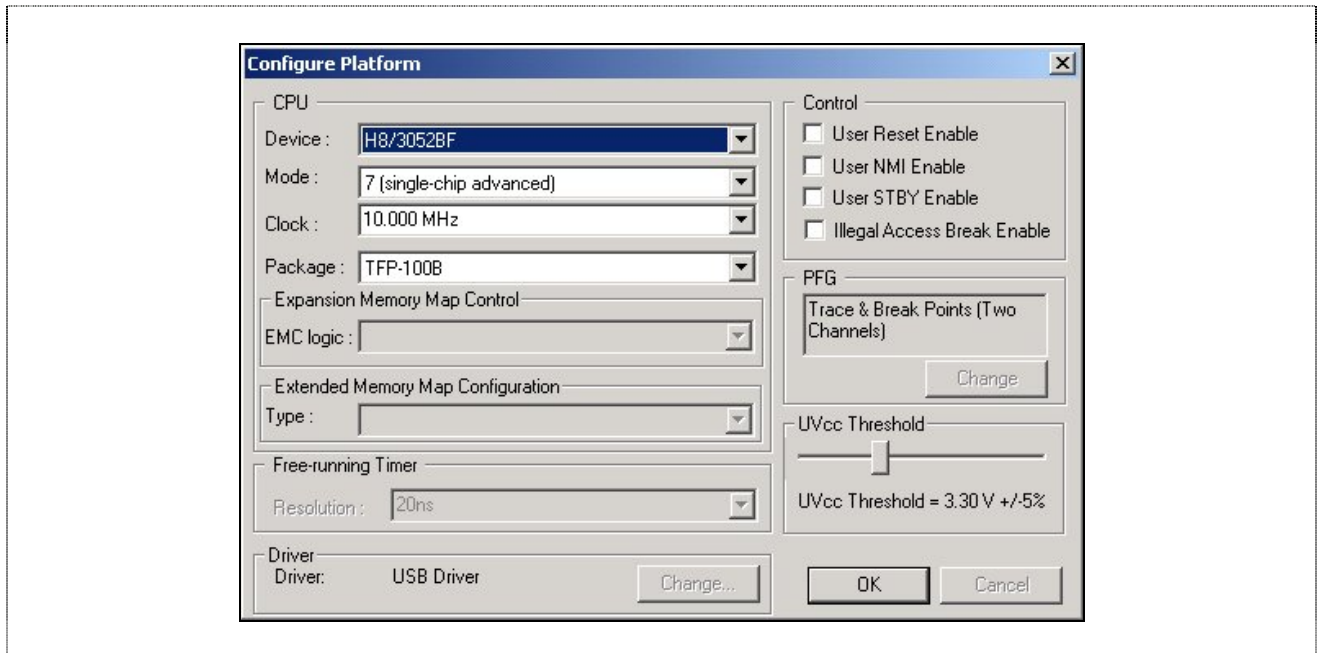 Configure Platform
CPU
Device :
H8/3052BF
Mode :
7 (single-chip advanced)
Clock :
10.000 MHz
Package :
TFP-100B
Expansion Memory Map Control
EMC logic :
Extended Memory Map Configuration
Type :
Free-running Timer
Resolution :
20ns
Driver
Driver:
USB Driver
Change...
Control
User Reset Enable
User NMI Enable
User STBY Enable
Illegal Access Break Enable
PFG
Trace & Break Points (Two
Channels)
Change
UVcc Threshold
UVcc Threshold = 3.30 V +/-5%
OK
Cancel